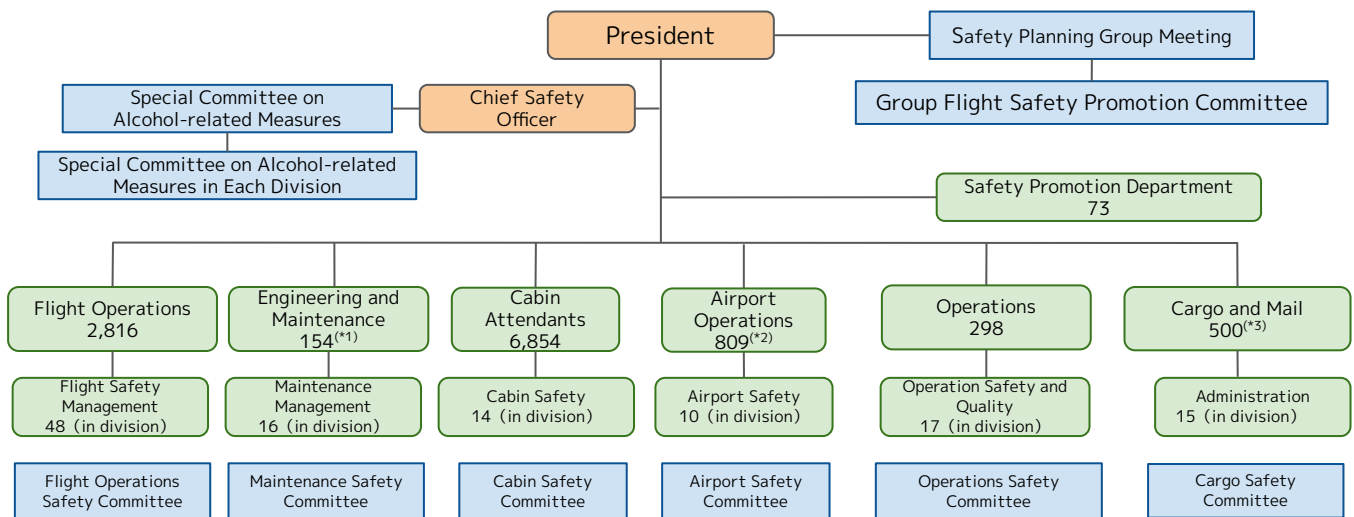 President
Safety Planning Group Meeting
Special Committee on
Alcohol-related Measures
Chief Safety
Officer
Group Flight Safety Promotion Committee
Special Committee on Alcohol-related
Measures in Each Division
Safety Promotion Department
73
Flight Operations
2,816
Engineering and
Maintenance
154(*1)
Cabin
Attendants
6,854
Airport
Operations
809(*2)
Operations
298
Cargo and Mail
500(*3)
Flight Safety
Management
48（in division）
Maintenance
Management
16（in division）
Cabin Safety
14（in division）
Airport Safety
10（in division）
Operation Safety and
Quality
17（in division）
Administration
15（in division）
Flight Operations
Safety Committee
Maintenance Safety
Committee
Cabin Safety
Committee
Airport Safety
Committee
Operations Safety
Committee
Cargo Safety
Committee